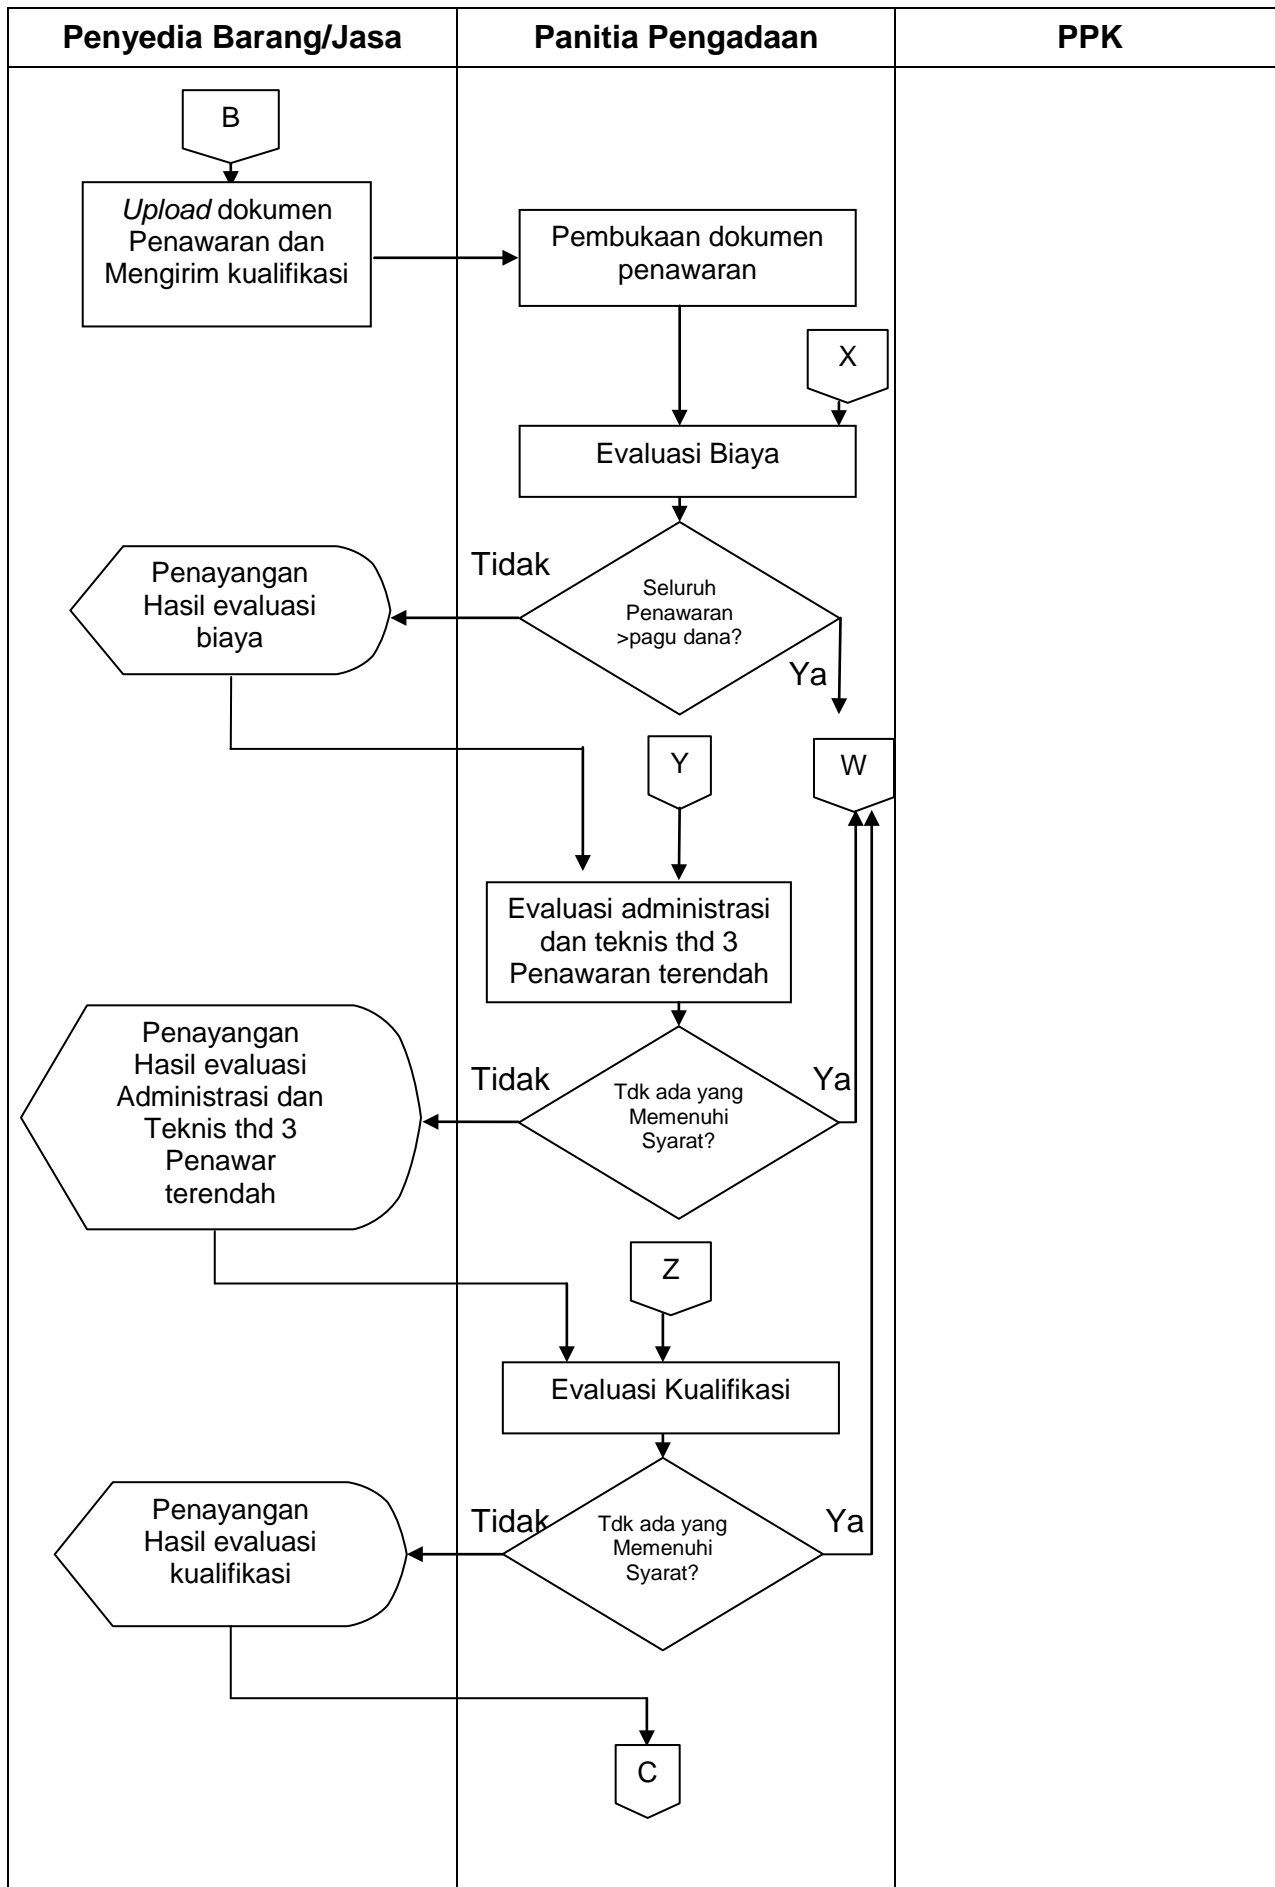 Penyedia Barang/Jasa
Panitia Pengadaan
PPK
B
Upload dokumen
Penawaran dan
Mengirim kualifikasi
Pembukaan dokumen
penawaran
X
Evaluasi Biaya
Tidak
Seluruh
Penawaran
>pagu dana?
Ya
Penayangan
Hasil evaluasi
biaya
Y
W
Evaluasi administrasi
dan teknis thd 3
Penawaran terendah
Penayangan
Hasil evaluasi
Administrasi dan
Teknis thd 3
Penawar
terendah
Tidak
Tdk ada yang
Memenuhi
Syarat?
Ya
Z
Evaluasi Kualifikasi
Penayangan
Hasil evaluasi
kualifikasi
Tidak
Tdk ada yang
Memenuhi
Syarat?
Ya
C